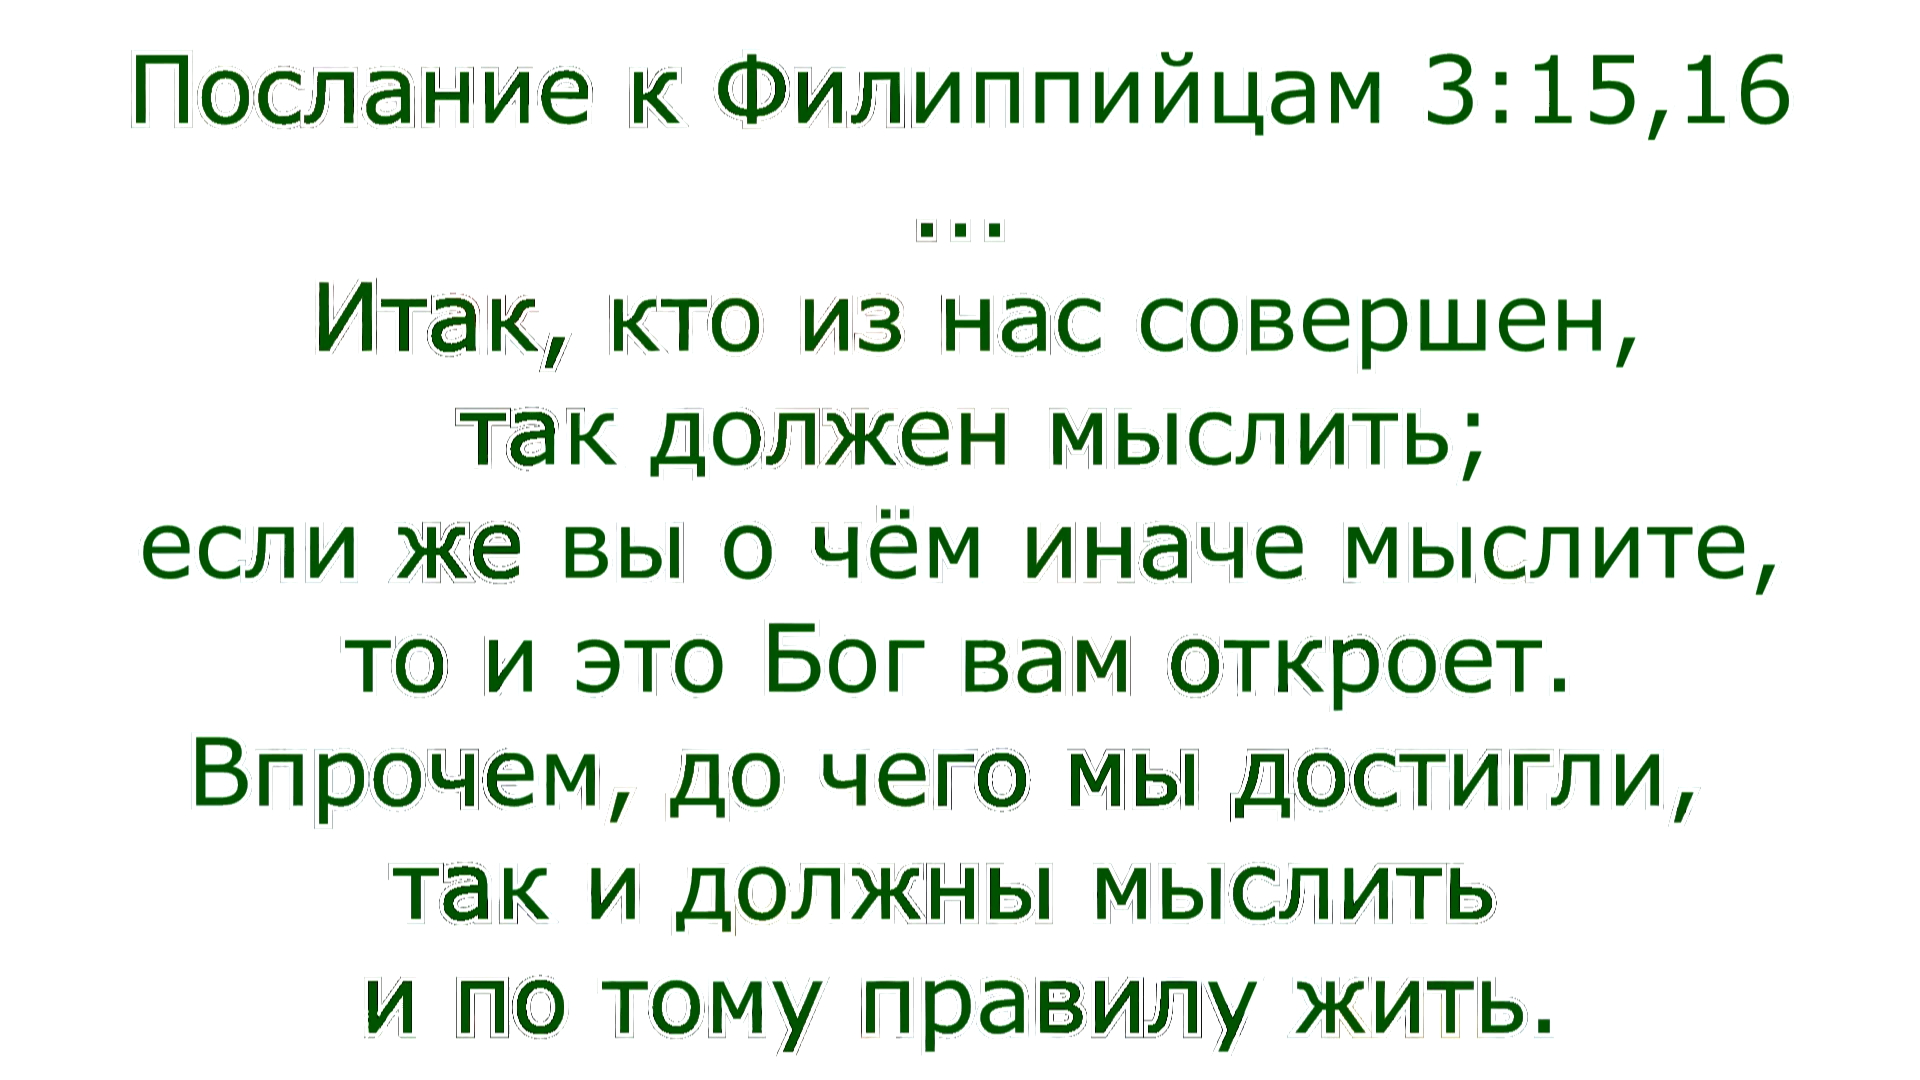 Послание к Филиппийцам 3:15,16
...
Итак, кто из нас совершен,
так должен мыслить;
если же вы о чём иначе мыслите,
то и это Бог вам откроет.
Впрочем, до чего мы достигли,
так и должны мыслить
и по тому правилу жить.